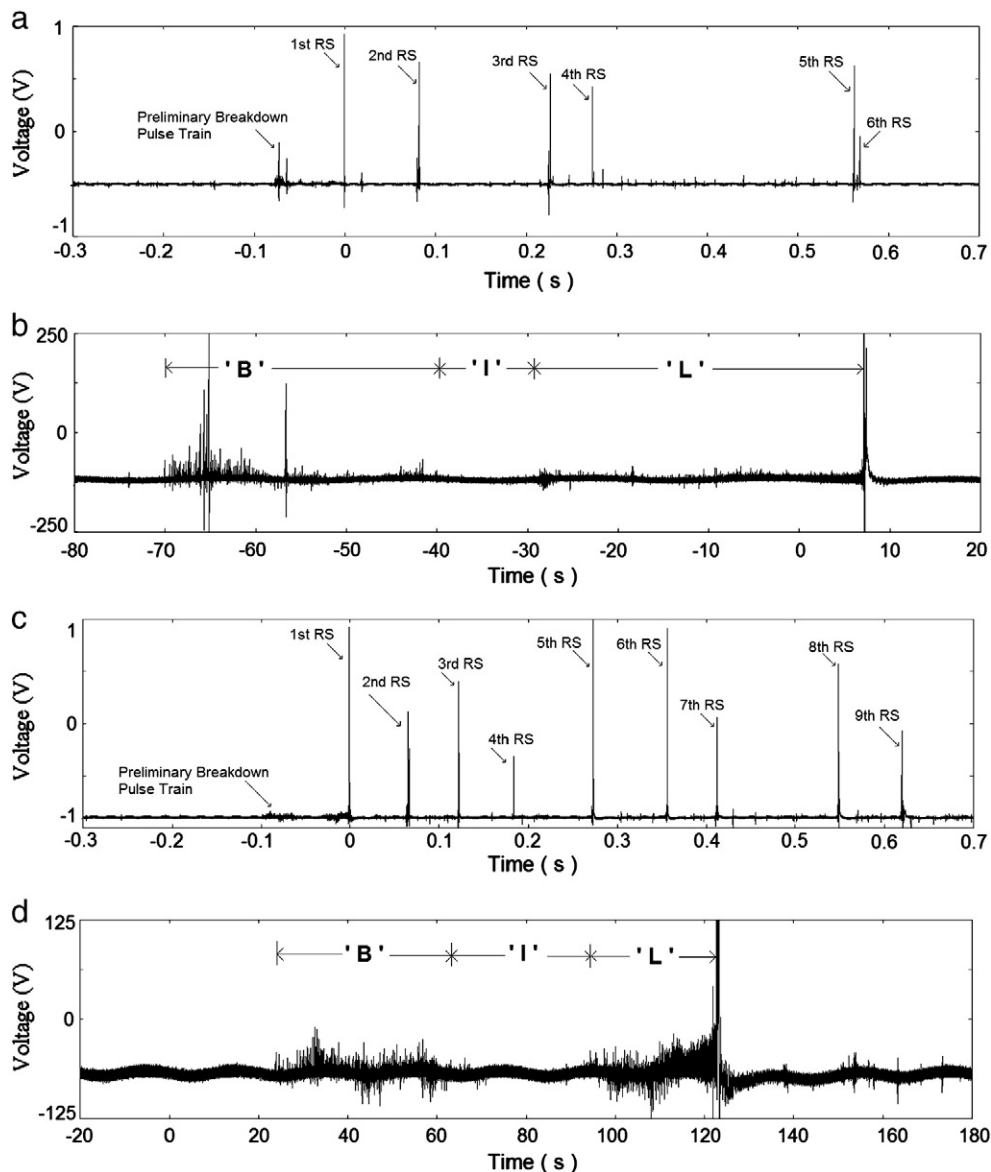 a
1
0
-1
Voltage (V)
1st RS
2nd RS
3rd RS
4th RS
5th RS
6th RS
Preliminary Breakdown
Pulse Train
-0.3 -0.2 -0.1 0 0.1 0.2 0.3 0.4 0.5 0.6 0.7
Time ( s )
b
250
0
-250
Voltage (V)
' B ' ' I ' ' L '
-80 -70 -60 -50 -40 -30 -20 -10 0 10 20
Time ( s )
c
1
0
-1
Voltage (V)
1st RS
2nd RS
3rd RS
4th RS
5th RS
6th RS
7th RS
8th RS
9th RS
Preliminary Breakdown
Pulse Train
-0.3 -0.2 -0.1 0 0.1 0.2 0.3 0.4 0.5 0.6 0.7
Time ( s )
d
125
0
-125
Voltage (V)
' B ' ' I ' ' L '
-20 0 20 40 60 80 100 120 140 160 180
Time ( s )